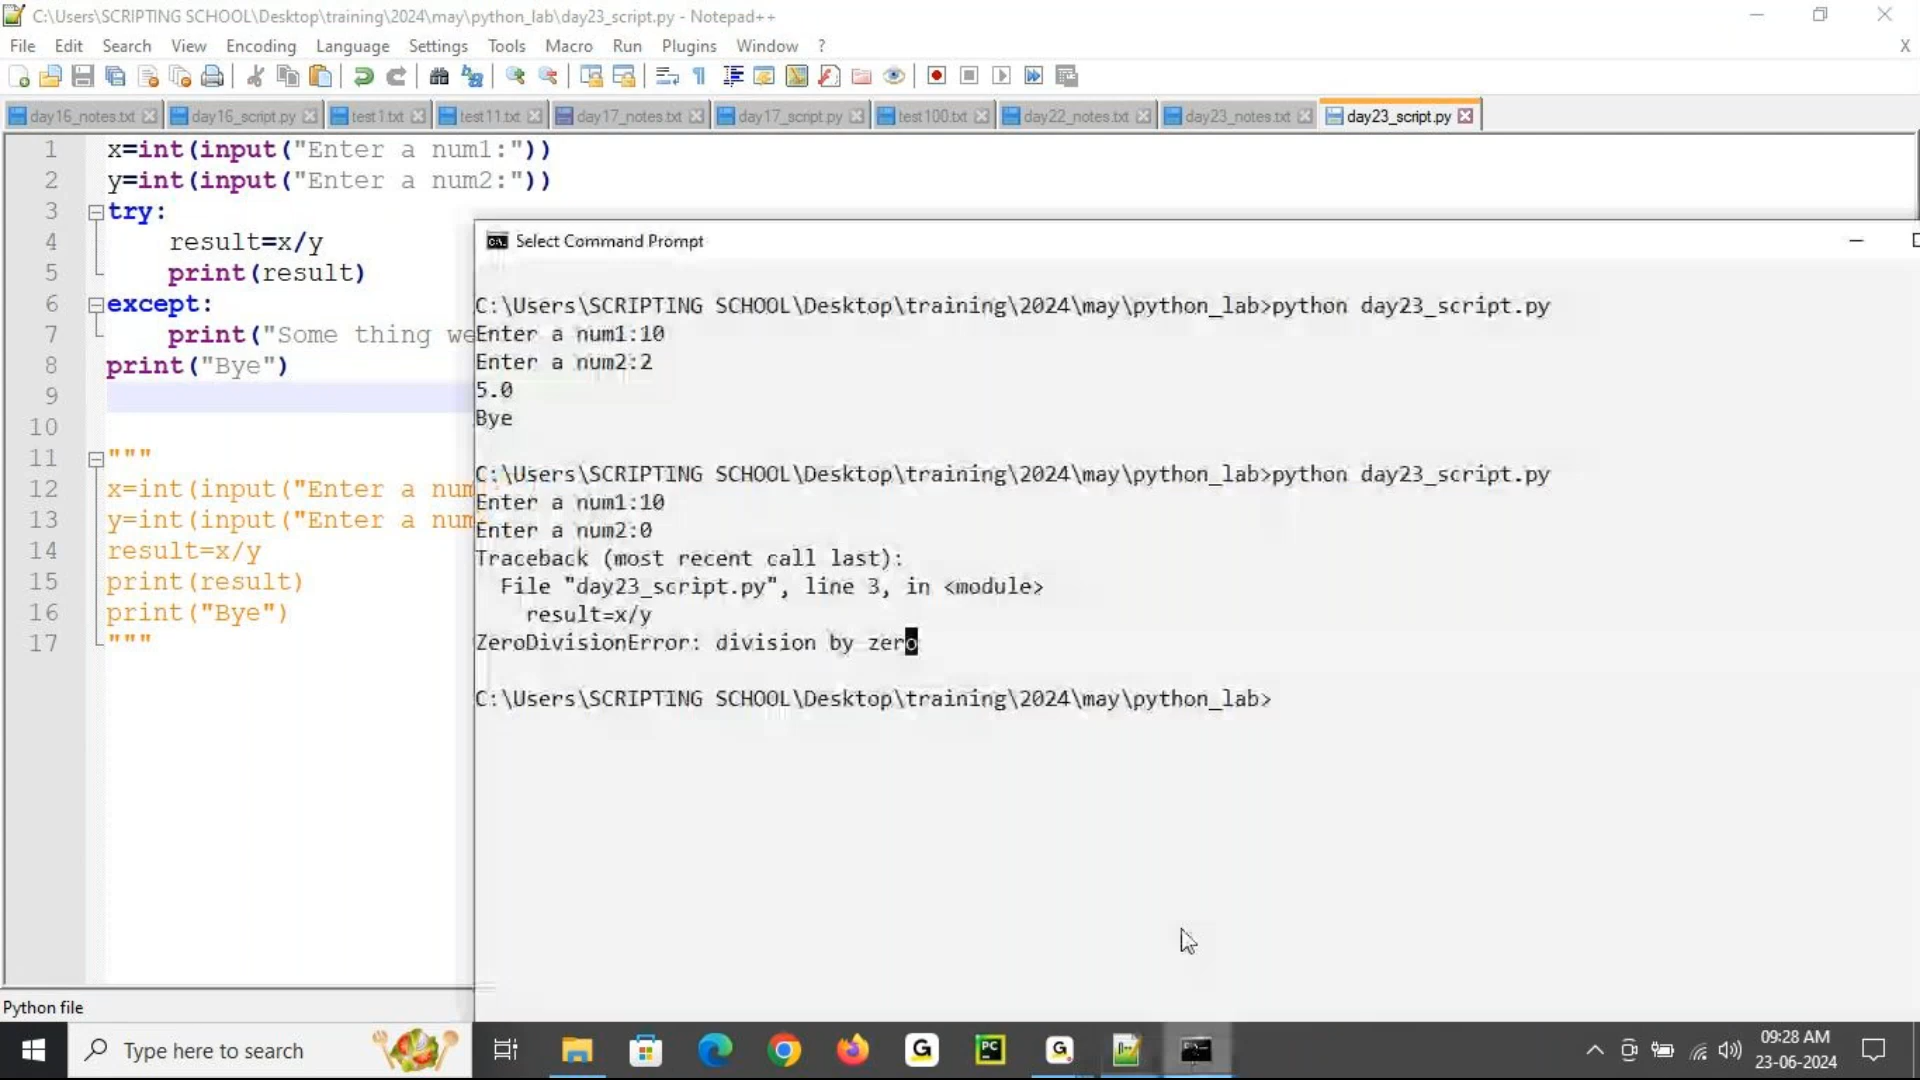 C:\Users\SCRIPTING SCHOOL\Desktop\training\2024\may\python_lab\day23_script.py - Notepad++
File Edit Search View Encoding Language Settings Tools Macro Run Plugins Window ? X
day16_notes.txt day16_script.py test1.txt test11.txt day17_notes.txt day17_script.py test100.txt day22_notes.txt day23_notes.txt day23_script.py
1 x=int(input("Enter a num1:"))
2 y=int(input("Enter a num2:"))
3 try:
4 result=x/y
5 print(result)
6 except:
7 print("Some thing we
8 print("Bye")
9
10
11 """
12 x=int(input("Enter a num
13 y=int(input("Enter a num
14 result=x/y
15 print(result)
16 print("Bye")
17 """
Select Command Prompt
C:\Users\SCRIPTING SCHOOL\Desktop\training\2024\may\python_lab>python day23_script.py
Enter a num1:10
Enter a num2:2
5.0
Bye
C:\Users\SCRIPTING SCHOOL\Desktop\training\2024\may\python_lab>python day23_script.py
Enter a num1:10
Enter a num2:0
Traceback (most recent call last):
File "day23_script.py", line 3, in <module>
result=x/y
ZeroDivisionError: division by zero
C:\Users\SCRIPTING SCHOOL\Desktop\training\2024\may\python_lab>
Python file
Type here to search
09:28 AM
23-06-2024